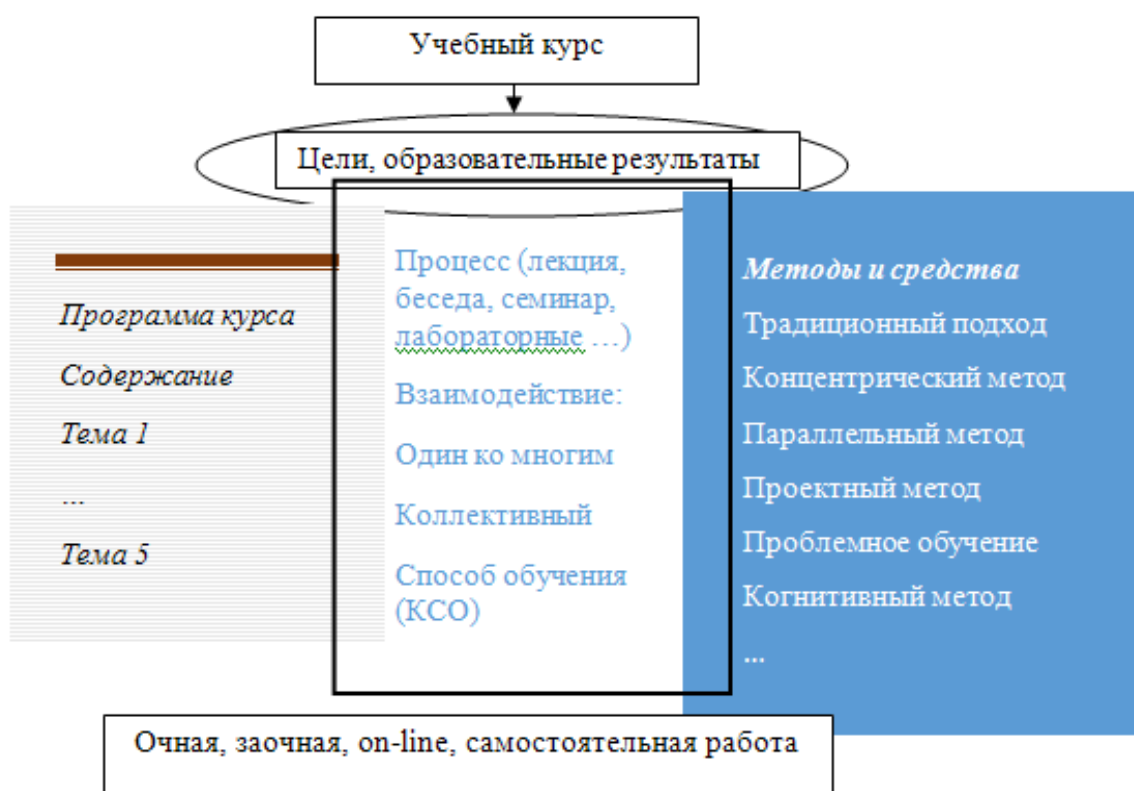 Учебный курс
Цели, образовательные результаты
Программа курса
Содержание
Тема 1
...
Тема 5
Процесс (лекция,
беседа, семинар,
лабораторные …)
Взаимодействие:
Один ко многим
Коллективный
Способ обучения
(КСО)
Методы и средства
Традиционный подход
Концентрический метод
Параллельный метод
Проектный метод
Проблемное обучение
Когнитивный метод
...
Очная, заочная, on-line, самостоятельная работа